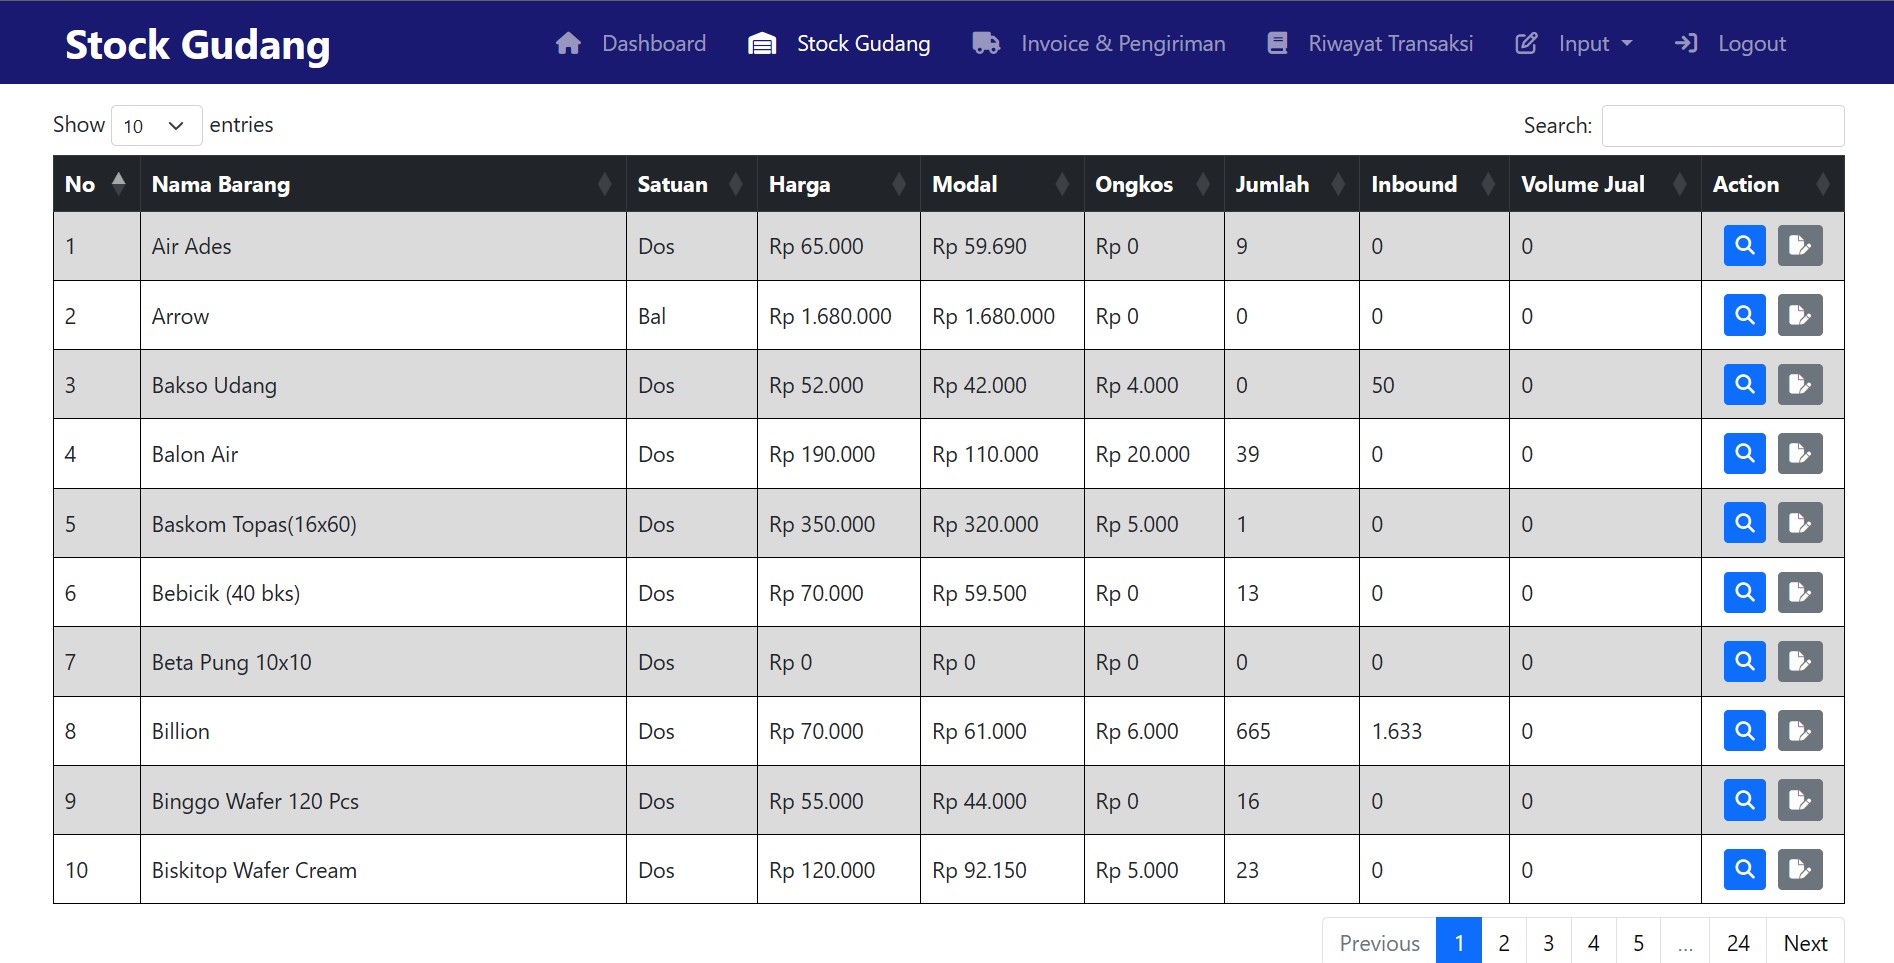 Stock Gudang
Dashboard Stock Gudang Invoice & Pengiriman Riwayat Transaksi Input Logout
Show 10 entries Search:
No Nama Barang Satuan Harga Modal Ongkos Jumlah Inbound Volume Jual Action
1 Air Ades Dos Rp 65.000 Rp 59.690 Rp 0 9 0 0
2 Arrow Bal Rp 1.680.000 Rp 1.680.000 Rp 0 0 0 0
3 Bakso Udang Dos Rp 52.000 Rp 42.000 Rp 4.000 0 50 0
4 Balon Air Dos Rp 190.000 Rp 110.000 Rp 20.000 39 0 0
5 Baskom Topas(16x60) Dos Rp 350.000 Rp 320.000 Rp 5.000 1 0 0
6 Bebicik (40 bks) Dos Rp 70.000 Rp 59.500 Rp 0 13 0 0
7 Beta Pung 10x10 Dos Rp 0 Rp 0 Rp 0 0 0 0
8 Billion Dos Rp 70.000 Rp 61.000 Rp 6.000 665 1.633 0
9 Binggo Wafer 120 Pcs Dos Rp 55.000 Rp 44.000 Rp 0 16 0 0
10 Biskitop Wafer Cream Dos Rp 120.000 Rp 92.150 Rp 5.000 23 0 0
Previous 1 2 3 4 5 ... 24 Next